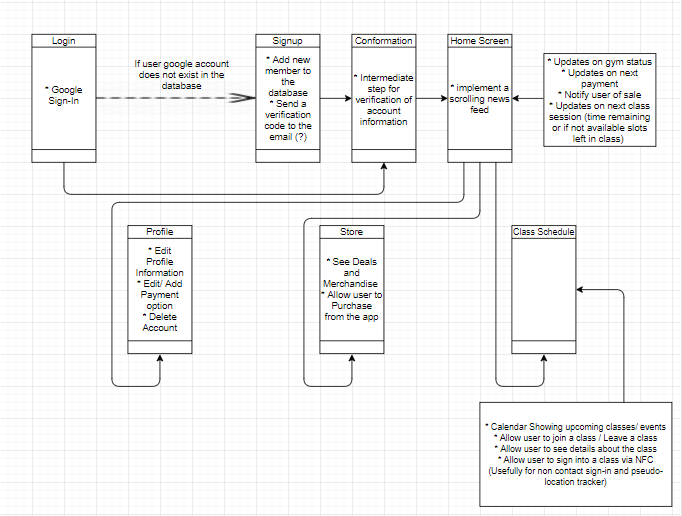 Login
* Google
Sign-In
If user google account
does not exist in the
database
Signup
* Add new
member to
the
database
* Send a
verification
code to the
email (?)
Conformation
* Intermediate
step for
verification of
account
information
Home Screen
* implement a
scrolling news
feed
* Updates on gym status
* Updates on next
payment
* Notify user of sale
* Updates on next class
session (time remaining
or if not available slots
left in class)
Profile
* Edit
Profile
Information
* Edit/ Add
Payment
option
* Delete
Account
Store
* See Deals
and
Merchandise
* Allow user to
Purchase
from the app
Class Schedule
* Calendar Showing upcoming classes/ events
* Allow user to join a class / Leave a class
* Allow user to see details about the class
* Allow user to sign into a class via NFC
(Usefully for non contact sign-in and pseudo-
location tracker)